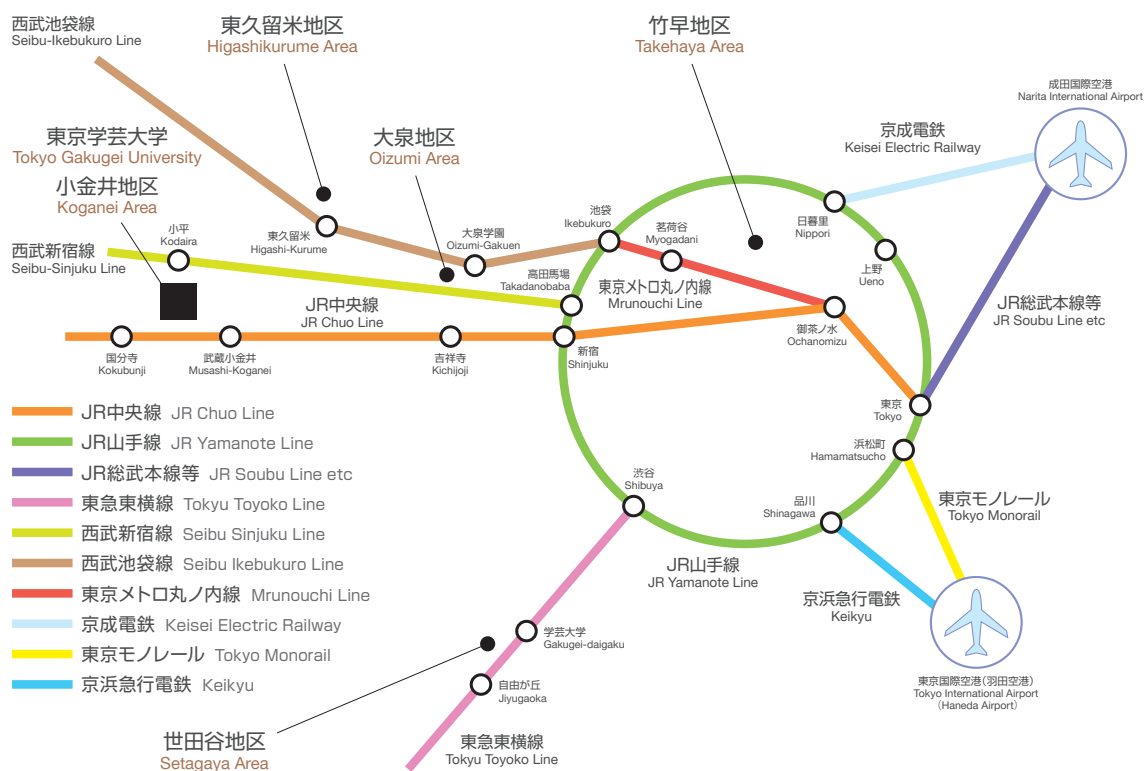 西武池袋線
Seibu-Ikebukuro Line
東久留米地区
Higashikurume Area
竹早地区
Takehaya Area
成田国際空港
Narita International Airport
東京学芸大学
Tokyo Gakugei University
小金井地区
Koganei Area
大泉地区
Oizumi Area
京成電鉄
Keisei Electric Railway
小平
Kodaira
東久留米
Higashi-Kurume
大泉学園
Oizumi-Gakuen
池袋
Ikebukuro
茗荷谷
Myogadani
日暮里
Nippori
西武新宿線
Seibu-Sinjuku Line
高田馬場
Takadanobaba
東京メトロ丸ノ内線
Mrunouchi Line
上野
Ueno
JR中央線
JR Chuo Line
JR総武本線等
JR Soubu Line etc
御茶ノ水
Ochanomizu
国分寺
Kokubunji
武蔵小金井
Musashi-Koganei
吉祥寺
Kichijoji
新宿
Shinjuku
東京
Tokyo
浜松町
Hamamatsucho
JR中央線 JR Chuo Line
JR山手線 JR Yamanote Line
JR総武本線等 JR Soubu Line etc
東急東横線 Tokyu Toyoko Line
西武新宿線 Seibu Sinjuku Line
西武池袋線 Seibu Ikebukuro Line
東京メトロ丸ノ内線 Mrunouchi Line
京成電鉄 Keisei Electric Railway
東京モノレール Tokyo Monorail
京浜急行電鉄 Keikyu
渋谷
Shibuya
品川
Shinagawa
東京モノレール
Tokyo Monorail
JR山手線
JR Yamanote Line
京浜急行電鉄
Keikyu
学芸大学
Gakugei-daigaku
自由が丘
Jiyugaoka
東京国際空港(羽田空港)
Tokyo International Airport
(Haneda Airport)
世田谷地区
Setagaya Area
東急東横線
Tokyu Toyoko Line